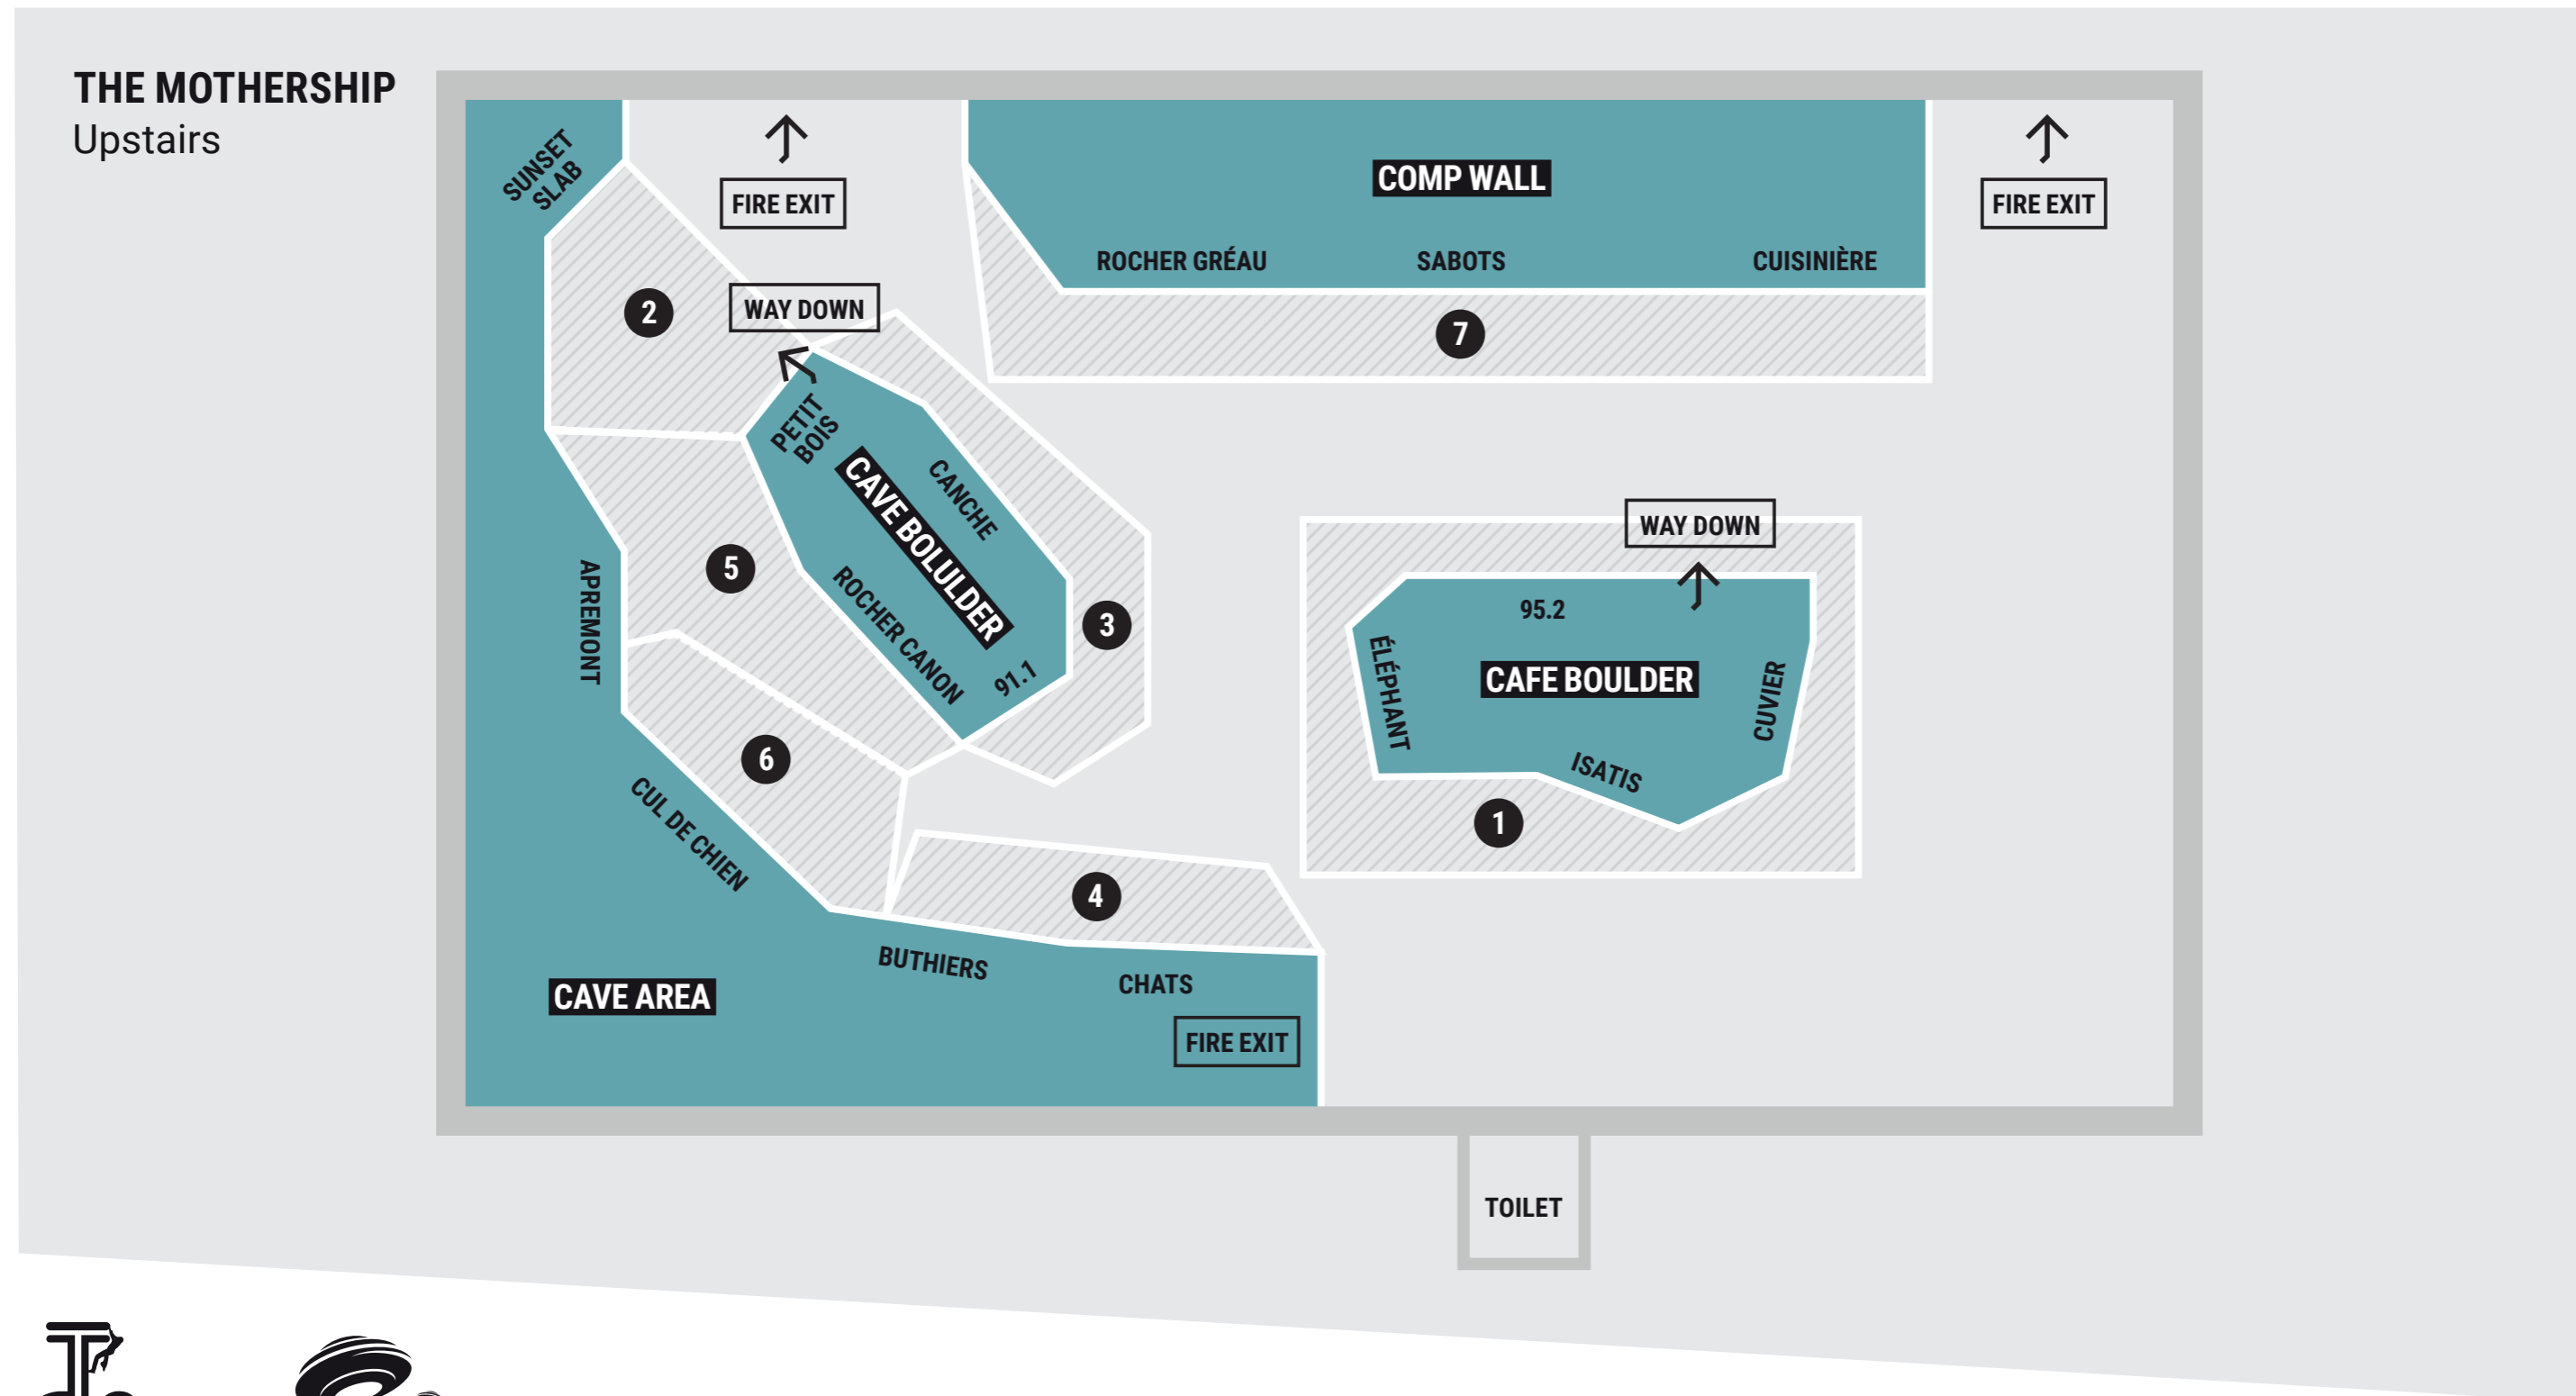 THE MOTHERSHIP
Upstairs
SUNSET
SLAB
FIRE EXIT
COMP WALL
FIRE EXIT
ROCHER GRÉAU
SABOTS
CUISINIÈRE
2
WAY DOWN
7
PETIT
BOIS
CAVE BOLULDER
CANCHE
WAY DOWN
APREMONT
5
ROCHER CANON
91.1
3
95.2
ÉLÉPHANT
CAFE BOULDER
CUVIER
ISATIS
6
1
CUL DE CHIEN
4
BUTHIERS
CHATS
CAVE AREA
FIRE EXIT
TOILET